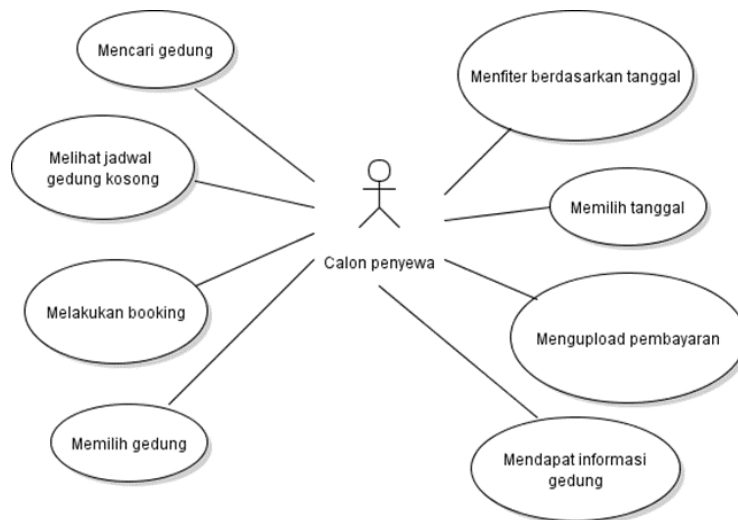 Mencari gedung
Menfiter berdasarkan tanggal
Melihat jadwal
gedung kosong
Memilih tanggal
Calon penyewa
Melakukan booking
Mengupload pembayaran
Memilih gedung
Mendapat informasi
gedung